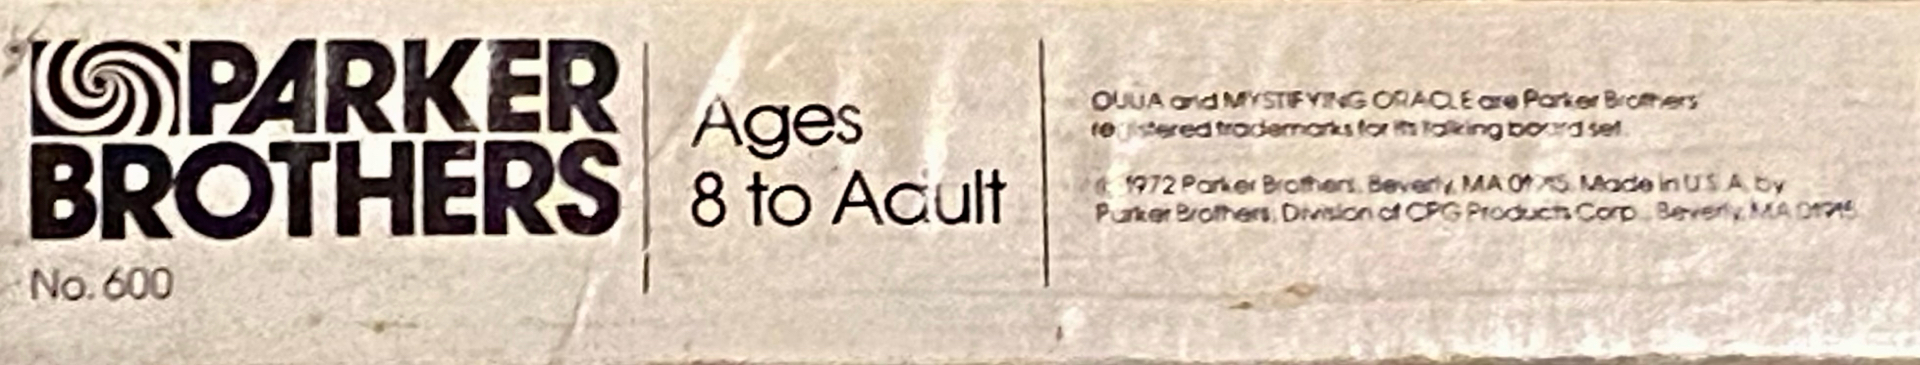 PARKER
BROTHERS
No. 600
Ages
8 to Adult
OUIJA and MYSTIFYING ORACLE are Parker Brothers
registered trademarks for its talking board set.
© 1972 Parker Brothers, Beverly, MA 01915. Made in U.S.A. by
Parker Brothers, Division of CPG Products Corp., Beverly, MA 01915